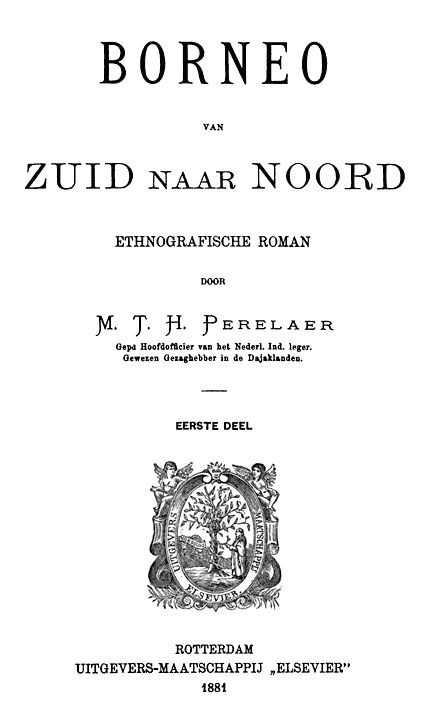 BORNEO
VAN
ZUID NAAR NOORD
ETHNOGRAFISCHE ROMAN
DOOR
M. T. H. PERELAER
Gepd Hoofdofficier van het Nederl. Ind. leger.
Gewezen Gezaghebber in de Dajaklanden.
EERSTE DEEL
UITGEVERS MAATSCHAPPIJ
ELSEVIER.
ROTTERDAM
UITGEVERS-MAATSCHAPPIJ „ELSEVIER”
1881